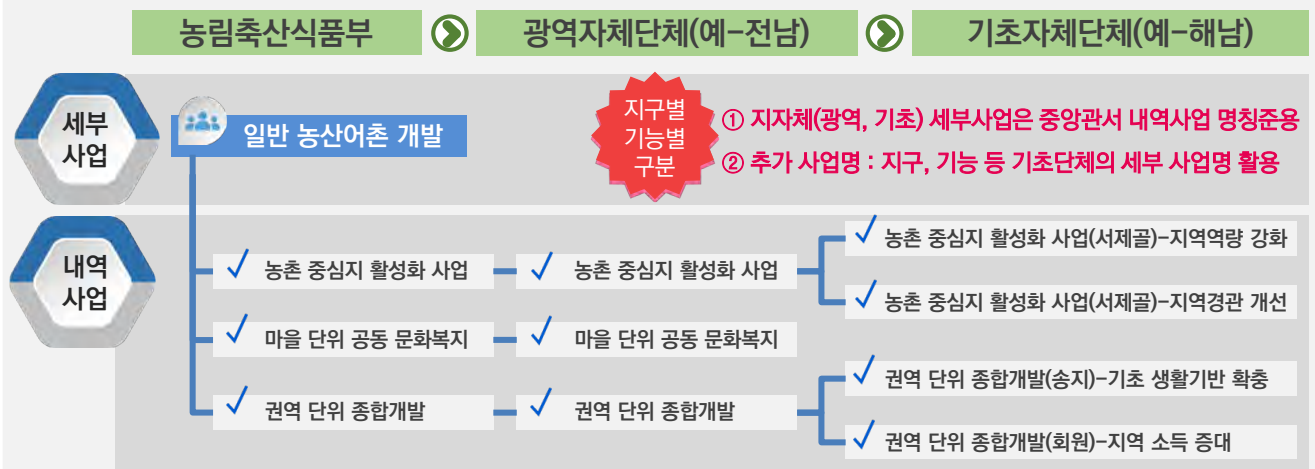 농림축산식품부
광역자체단체(예-전남)
기초자체단체(예-해남)
세부
사업
일반 농산어촌 개발
지구별
기능별
구분
① 지자체(광역, 기초) 세부사업은 중앙관서 내역사업 명칭준용
② 추가 사업명 : 지구, 기능 등 기초단체의 세부 사업명 활용
내역
사업
농촌 중심지 활성화 사업
농촌 중심지 활성화 사업
농촌 중심지 활성화 사업(서제골)-지역역량 강화
농촌 중심지 활성화 사업(서제골)-지역경관 개선
마을 단위 공동 문화복지
마을 단위 공동 문화복지
권역 단위 종합개발
권역 단위 종합개발
권역 단위 종합개발(송지)-기초 생활기반 확충
권역 단위 종합개발(회원)-지역 소득 증대